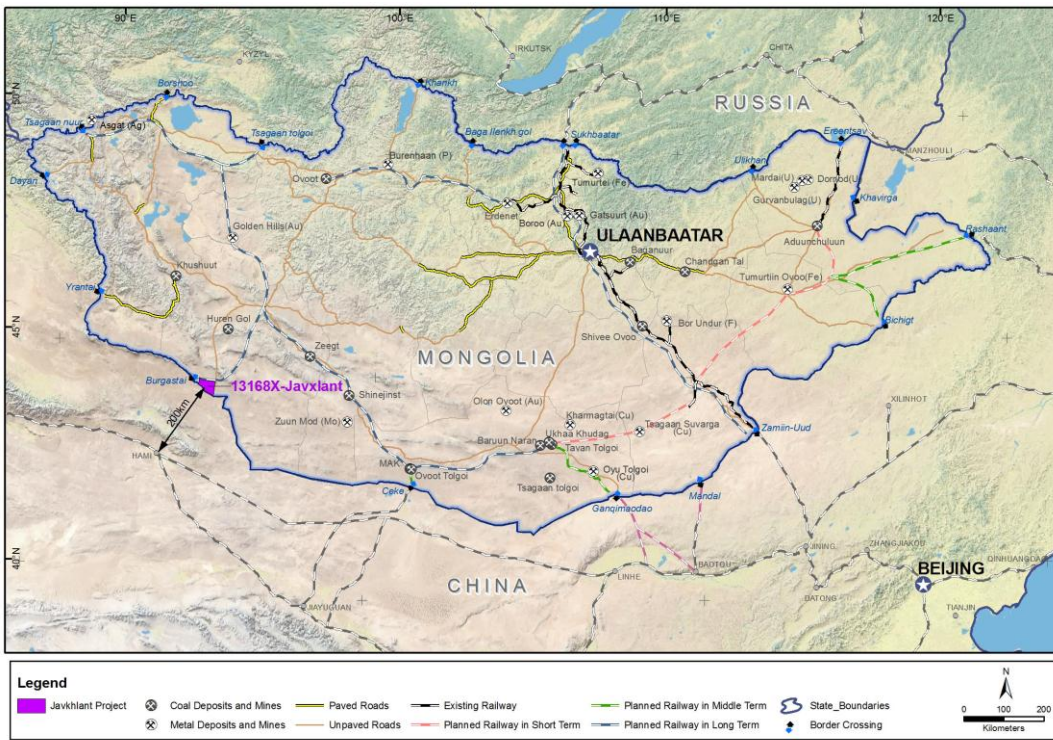 90°E
100°E
110°E
120°E
IRKUTSK
CHITA
KYZYL
RUSSIA
50°N
Borshoo
Khankh
Tsagaan nuur
Asgat (Ag)
Tsagaan tolgoi
Baga Ilenkh gol
Sukhbaatar
Ereentsav
MANZHOULI
Dayan
Ovoot
Burenhaan (P)
Tumurtei (Fe)
Ulikhan
Mardai(U)
Dornod(U)
Gurvanbulag(U)
Khavirga
Golden Hills(Au)
Erdenet
Boroo (Au)
Gatsuurt (Au)
ULAANBAATAR
Aduunchuluun
Rashaant
Khushuut
Baganuur
Chandgan Tal
Yrantai
Tumurtiin Ovoo(Fe)
45°N
Huren Gol
Zeegt
MONGOLIA
Shivee Ovoo
Bor Undur (F)
Bichigt
Burgastai
13168X-Javxlant
Shinejinst
200km
Zuun Mod (Mo)
Olon Ovoot (Au)
Kharmagtai(Cu)
Tsagaan Suvarga
(Cu)
XILINHOT
Zamiin-Uud
HAMI
Baruun Naran
Ukhaa Khudag
Tavan Tolgoi
MAK
Ovoot Tolgoi
Oyu Tolgoi
(Cu)
Tsagaan tolgoi
Ceke
Ganqimaodao
Mandal
40°N
CHINA
JINING
ZHANGJIAKOU
QINHUANGDA
LINHE
BAOTOU
BEIJING
DATONG
JIAYUGUAN
TIANJIN
Legend
Javkhlant Project
Coal Deposits and Mines
Paved Roads
Existing Railway
Planned Railway in Middle Term
State_Boundaries
Metal Deposits and Mines
Unpaved Roads
Planned Railway in Short Term
Planned Railway in Long Term
Border Crossing
N
0 100 200
Kilometers